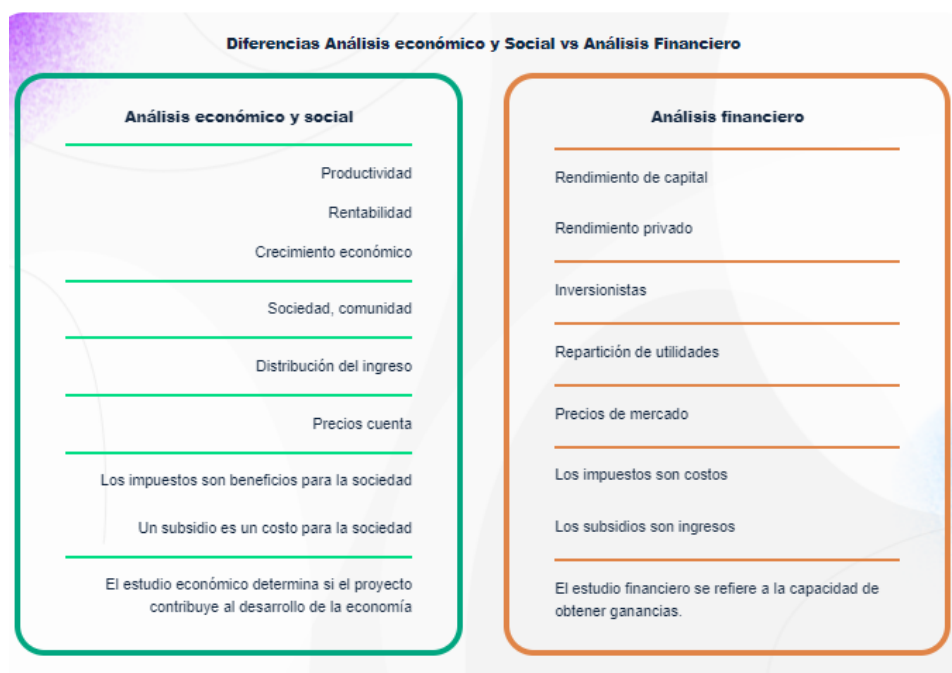 Diferencias Análisis económico y Social vs Análisis Financiero
Análisis económico y social
Productividad
Rentabilidad
Crecimiento económico
Sociedad, comunidad
Distribución del ingreso
Precios cuenta
Los impuestos son beneficios para la sociedad
Un subsidio es un costo para la sociedad
El estudio económico determina si el proyecto
contribuye al desarrollo de la economía
Análisis financiero
Rendimiento de capital
Rendimiento privado
Inversionistas
Repartición de utilidades
Precios de mercado
Los impuestos son costos
Los subsidios son ingresos
El estudio financiero se refiere a la capacidad de
obtener ganancias.